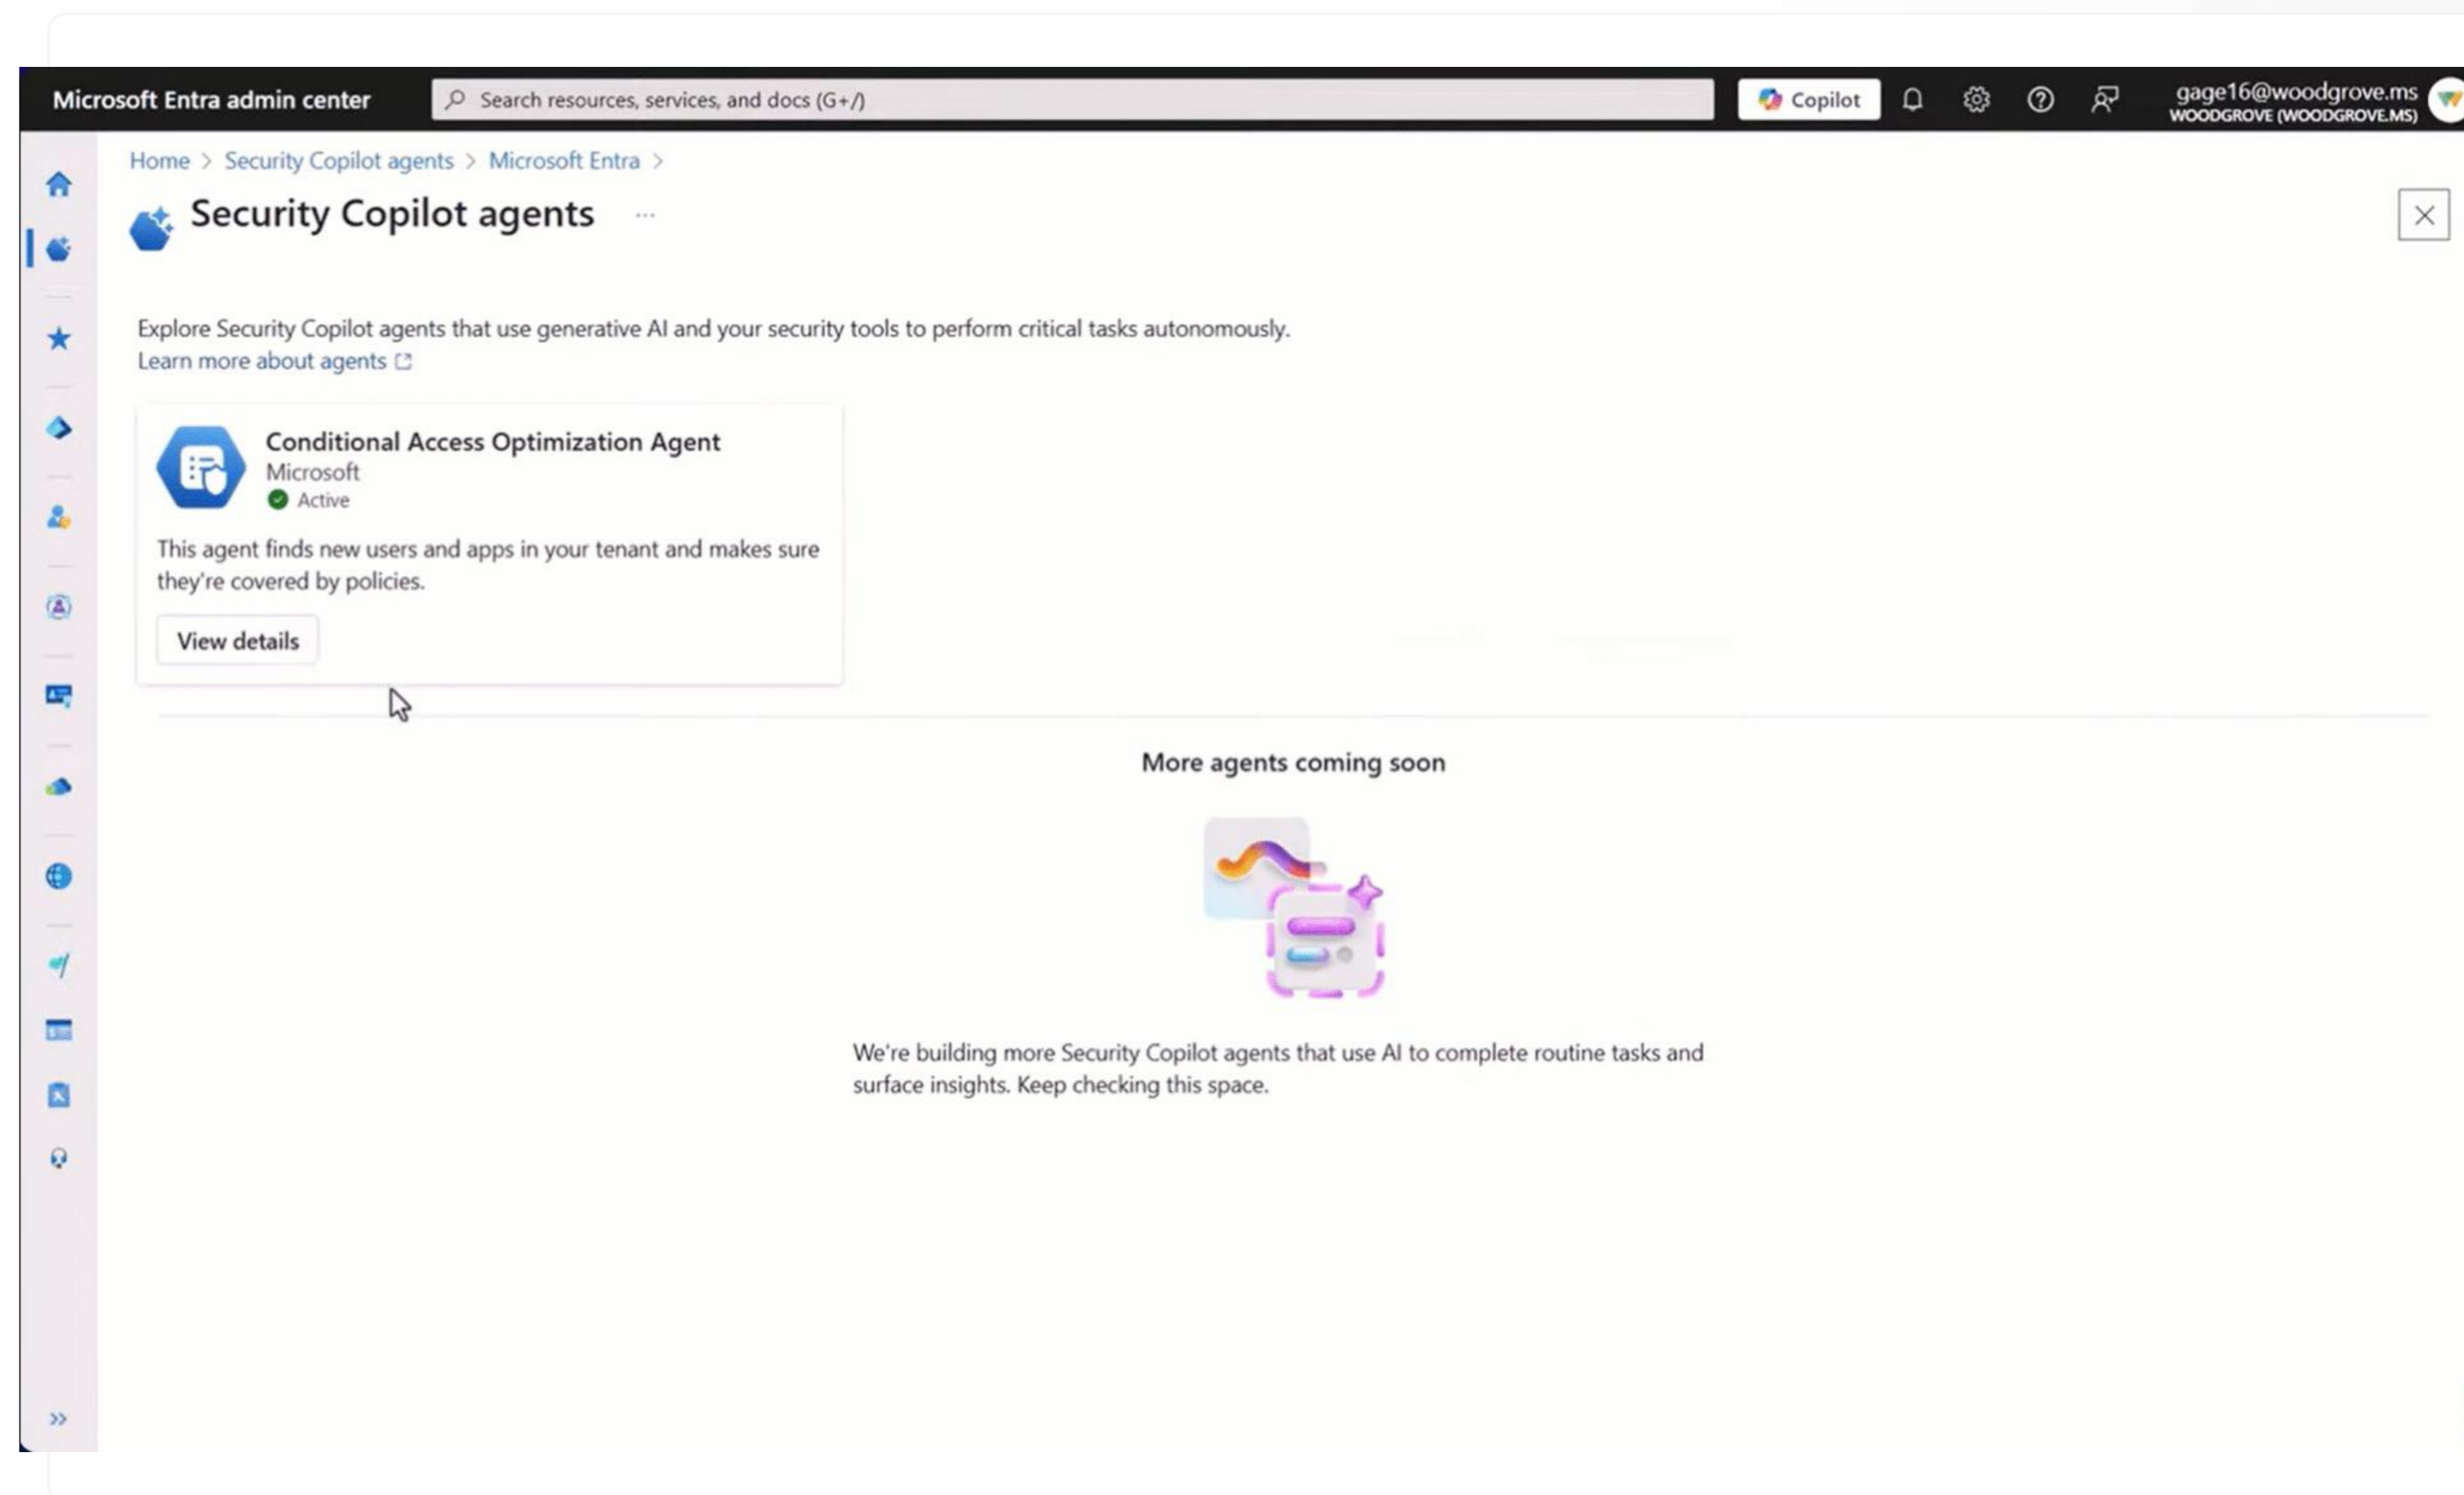 Microsoft Entra admin center
Search resources, services, and docs (G+/)
Copilot
gage16@woodgrove.ms
WOODGROVE (WOODGROVE.MS)
Home > Security Copilot agents > Microsoft Entra >
Security Copilot agents ...
Explore Security Copilot agents that use generative AI and your security tools to perform critical tasks autonomously.
Learn more about agents
Conditional Access Optimization Agent
Microsoft
Active
This agent finds new users and apps in your tenant and makes sure
they're covered by policies.
View details
More agents coming soon
We're building more Security Copilot agents that use AI to complete routine tasks and
surface insights. Keep checking this space.